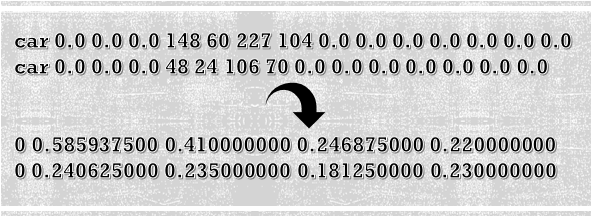 car 0.0 0.0 0.0 148 60 227 104 0.0 0.0 0.0 0.0 0.0 0.0 0.0
car 0.0 0.0 0.0 48 24 106 70 0.0 0.0 0.0 0.0 0.0 0.0 0.0
0 0.585937500 0.410000000 0.246875000 0.220000000
0 0.240625000 0.235000000 0.181250000 0.230000000